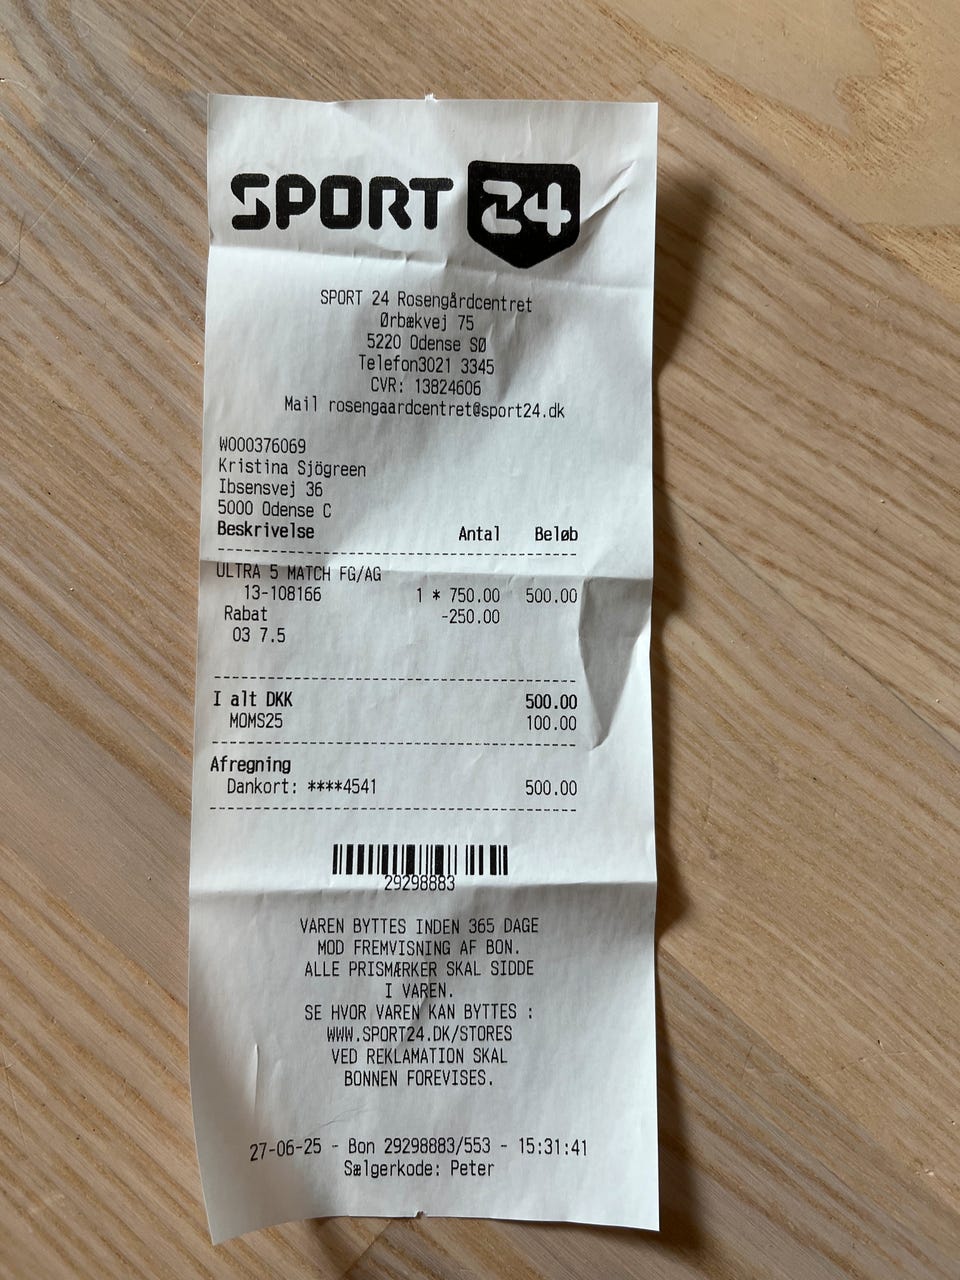 SPORT 24
SPORT 24 Rosengårdcentret
Ørbækvej 75
5220 Odense SØ
Telefon3021 3345
CVR: 13824606
Mail rosengaardcentret@sport24.dk
W000376069
Kristina Sjögreen
Ibsensvej 36
5000 Odense C
Beskrivelse Antal Beløb
ULTRA 5 MATCH FG/AG
13-108166 1 * 750.00 500.00
Rabat -250.00
03 7.5
I alt DKK 500.00
MOMS25 100.00
Afregning
Dankort: ****4541 500.00
29298883
VAREN BYTTES INDEN 365 DAGE
MOD FREMVISNING AF BON.
ALLE PRISMÆRKER SKAL SIDDE
I VAREN.
SE HVOR VAREN KAN BYTTES :
WWW.SPORT24.DK/STORES
VED REKLAMATION SKAL
BONNEN FOREVISES.
27-06-25 - Bon 29298883/553 - 15:31:41
Sælgerkode: Peter